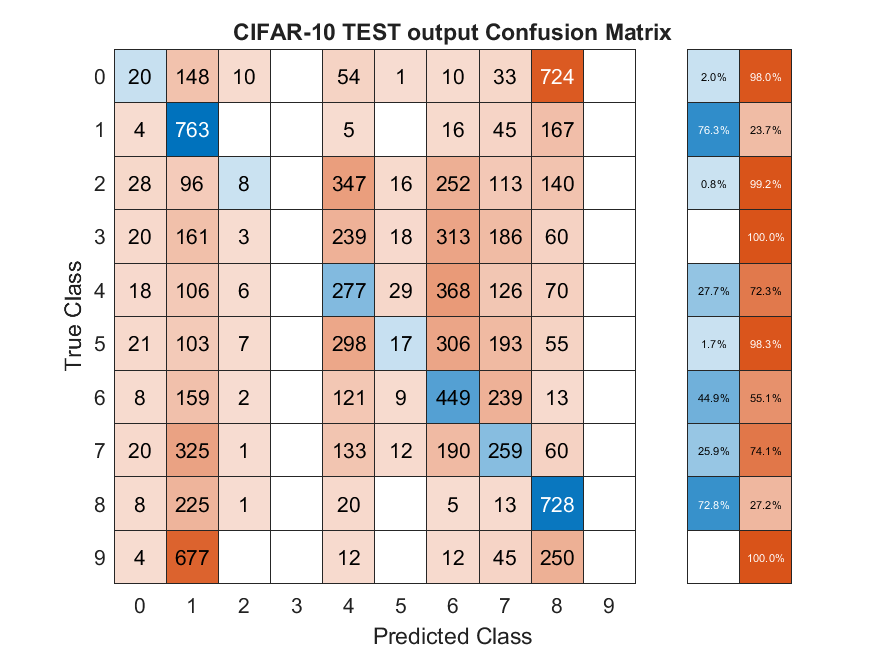 CIFAR-10 TEST output Confusion Matrix
0 20 148 10 54 1 10 33 724 2.0% 98.0%
1 4 763 5 16 45 167 76.3% 23.7%
2 28 96 8 347 16 252 113 140 0.8% 99.2%
3 20 161 3 239 18 313 186 60 100.0%
4 18 106 6 277 29 368 126 70 27.7% 72.3%
5 21 103 7 298 17 306 193 55 1.7% 98.3%
6 8 159 2 121 9 449 239 13 44.9% 55.1%
7 20 325 1 133 12 190 259 60 25.9% 74.1%
8 8 225 1 20 5 13 728 72.8% 27.2%
9 4 677 12 12 45 250 100.0%
0 1 2 3 4 5 6 7 8 9
Predicted Class
True Class